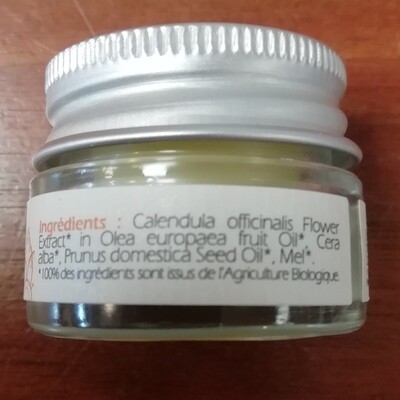 Ingrédients : Calendula officinalis Flower
Extract* in Olea europaea fruit Oil*, Cera
alba*, Prunus domestica Seed Oil*, Mel*.
*100% des ingrédients sont issus de l'Agriculture Biologique